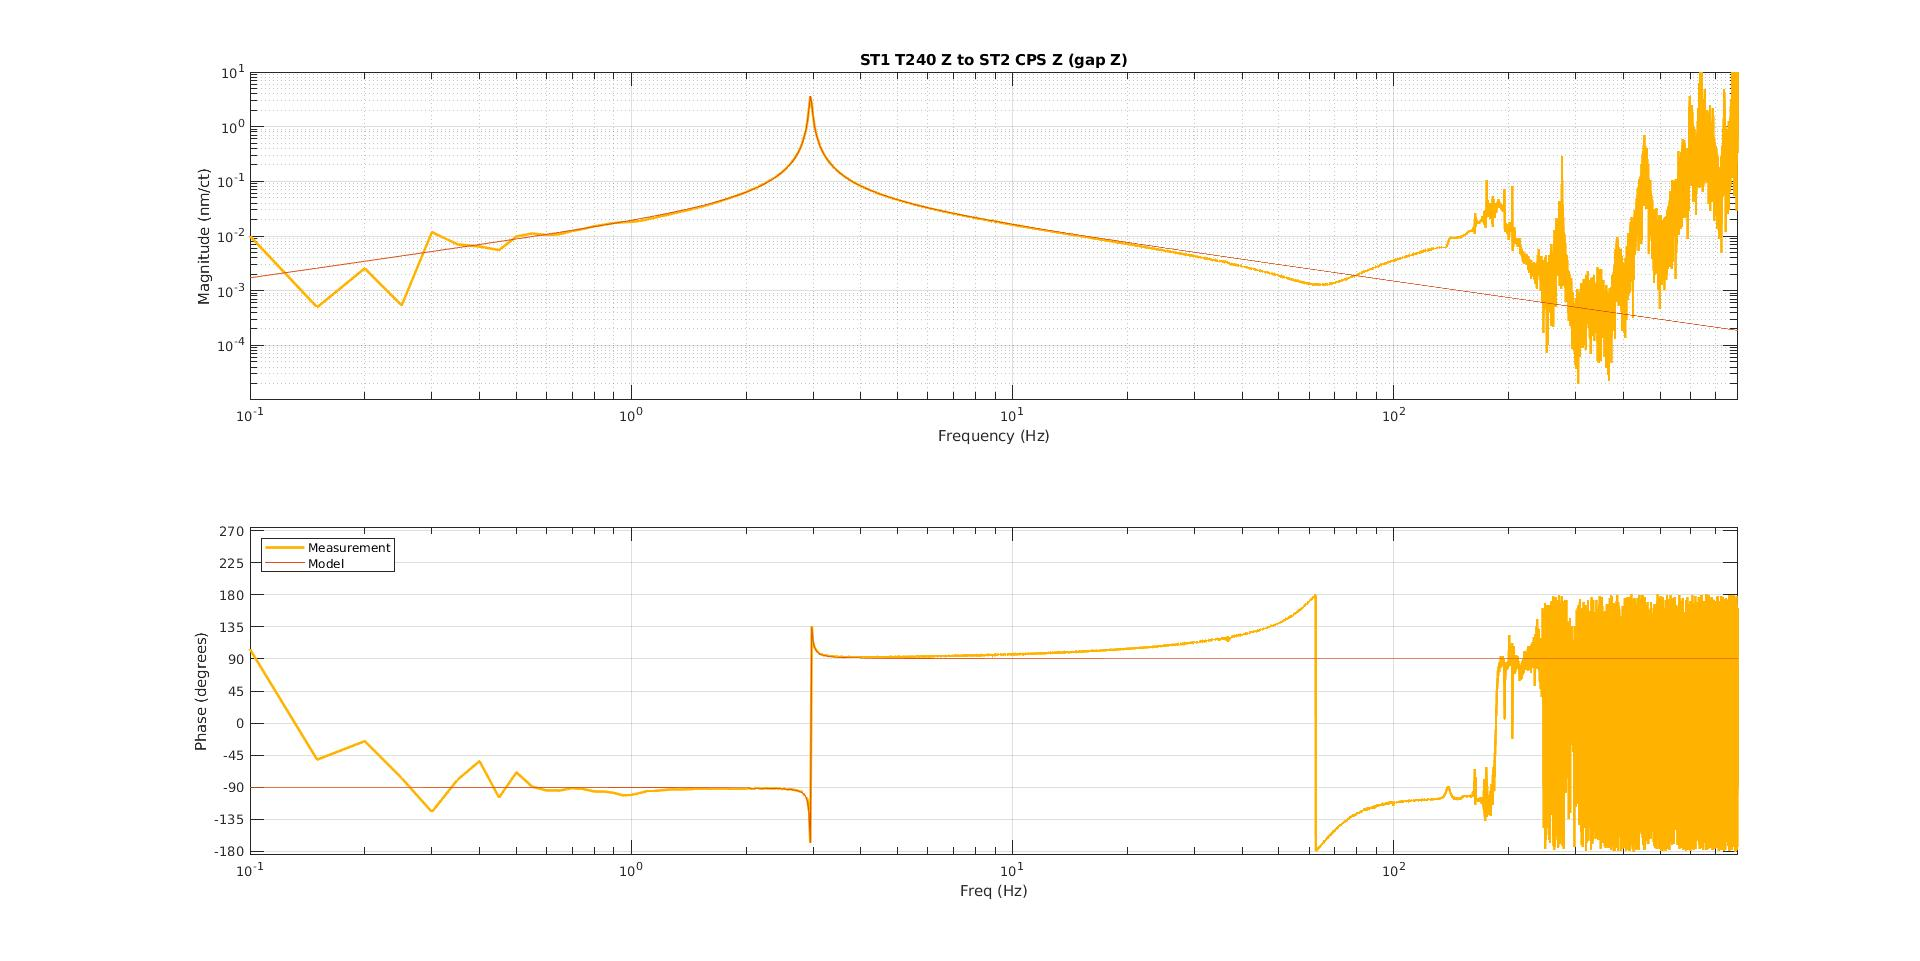 ST1 T240 Z to ST2 CPS Z (gap Z)
Magnitude (nm/ct)
10^1
10^0
10^-1
10^-2
10^-3
10^-4
10^-1 10^0 10^1 10^2
Frequency (Hz)
Phase (degrees)
270
225
180
135
90
45
0
-45
-90
-135
-180
Measurement
Model
10^-1 10^0 10^1 10^2
Freq (Hz)